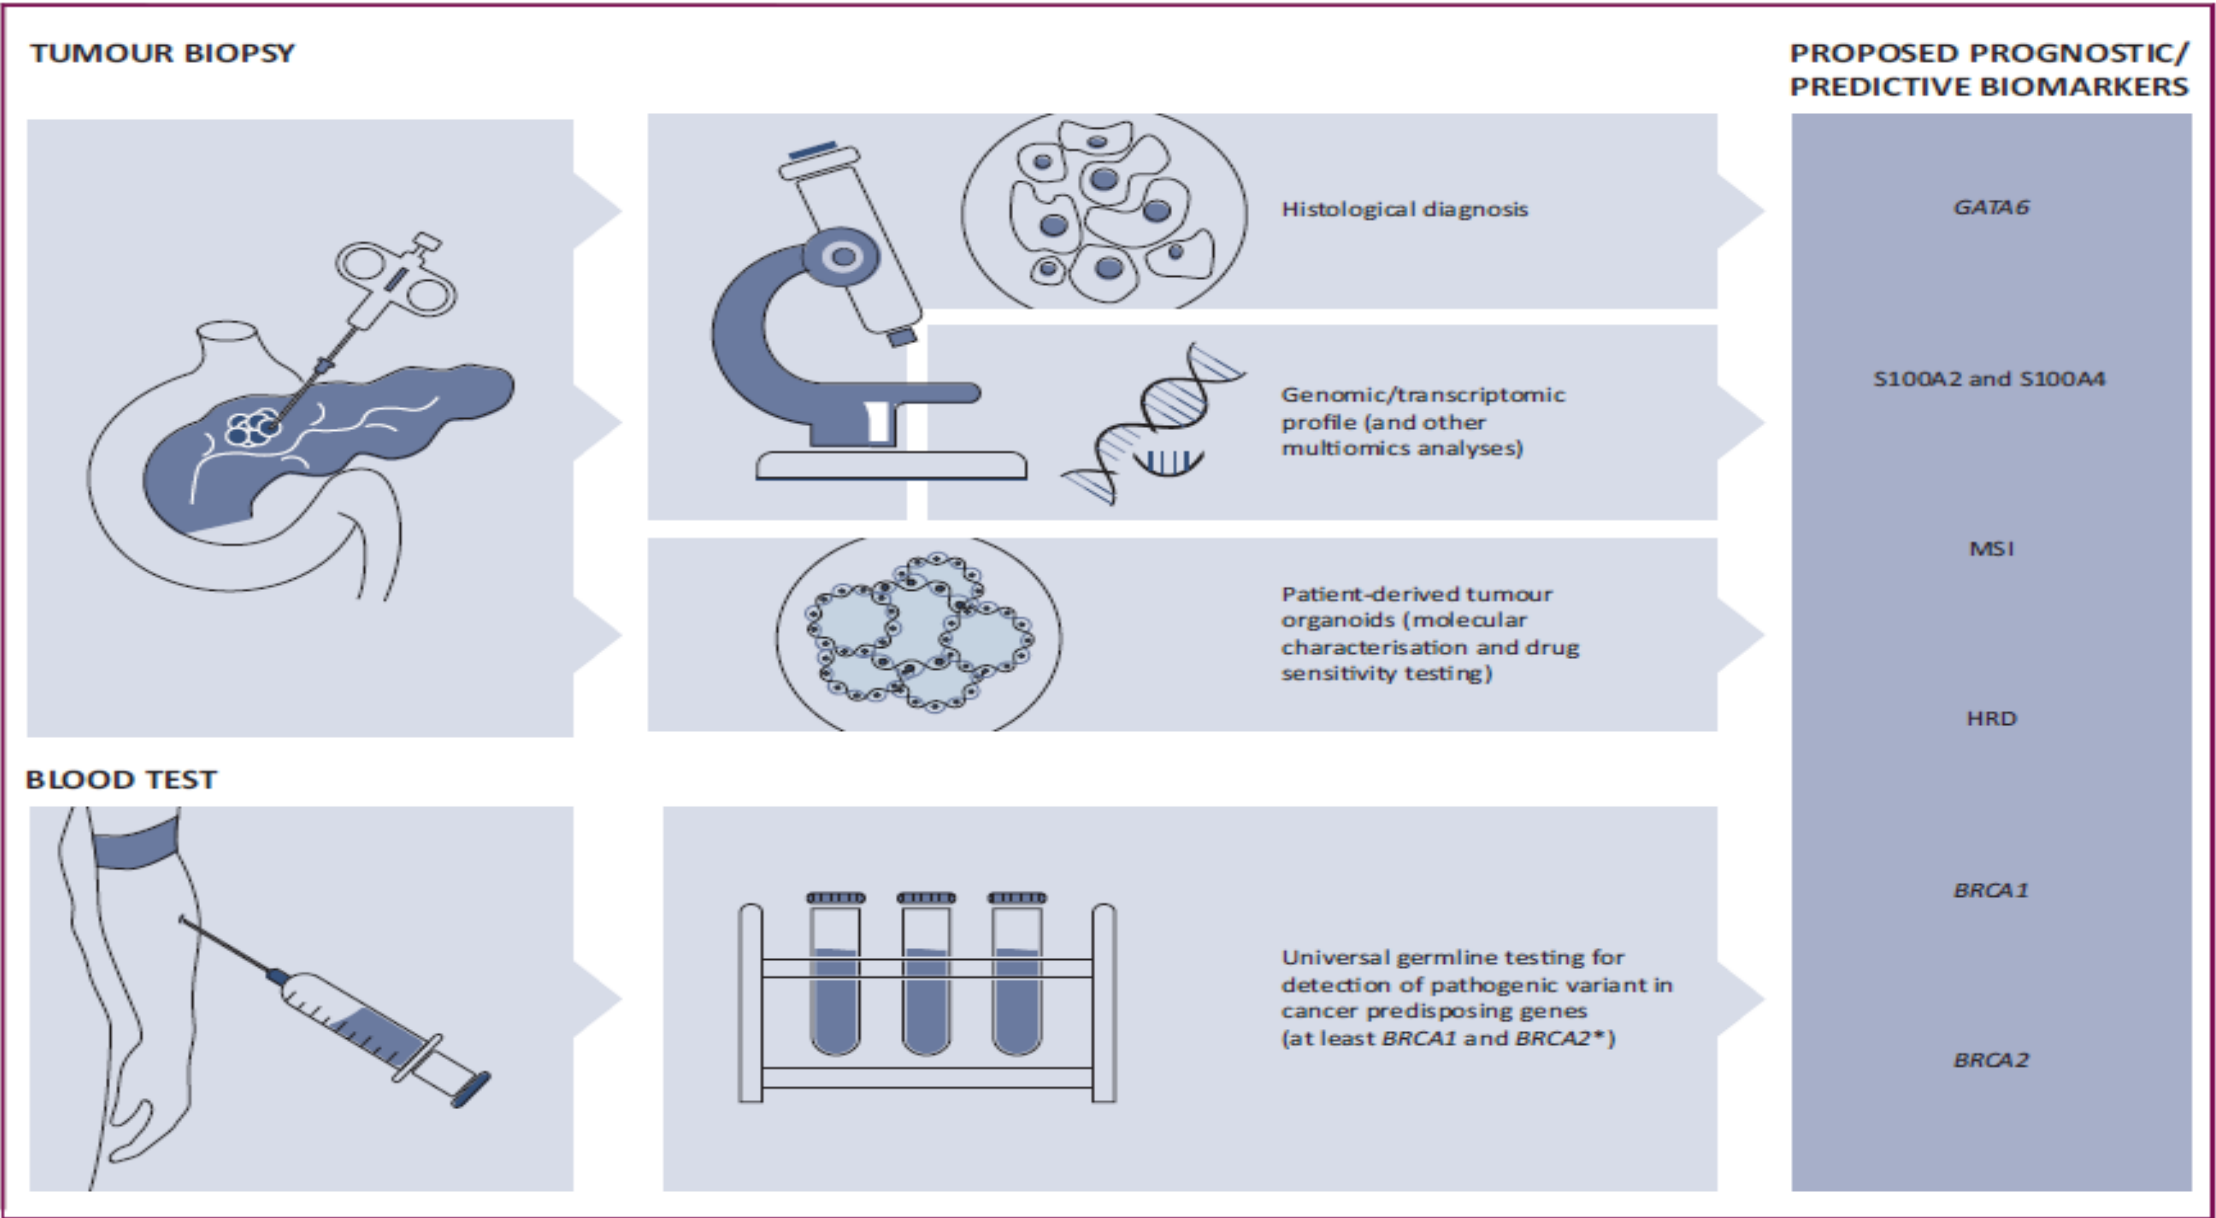 TUMOUR BIOPSY
PROPOSED PROGNOSTIC/
PREDICTIVE BIOMARKERS
Histological diagnosis
Genomic/transcriptomic
profile (and other
multiomics analyses)
Patient-derived tumour
organoids (molecular
characterisation and drug
sensitivity testing)
GATA6
S100A2 and S100A4
MSI
HRD
BRCA1
BRCA2
BLOOD TEST
Universal germline testing for
detection of pathogenic variant in
cancer predisposing genes
(at least BRCA1 and BRCA2*)